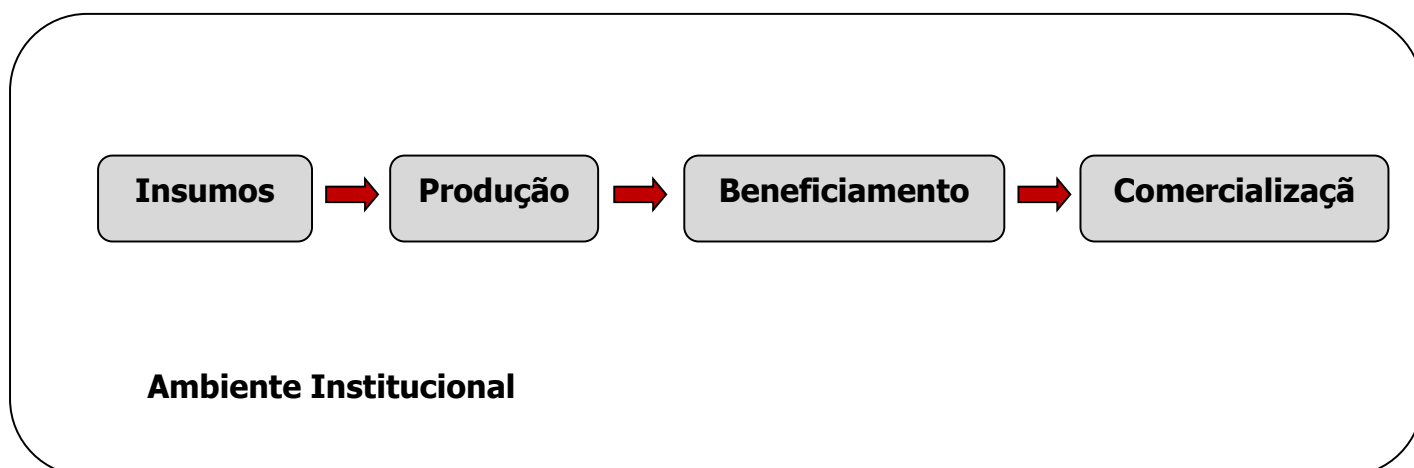 Insumos
Produção
Beneficiamento
Comercializaçã
Ambiente Institucional